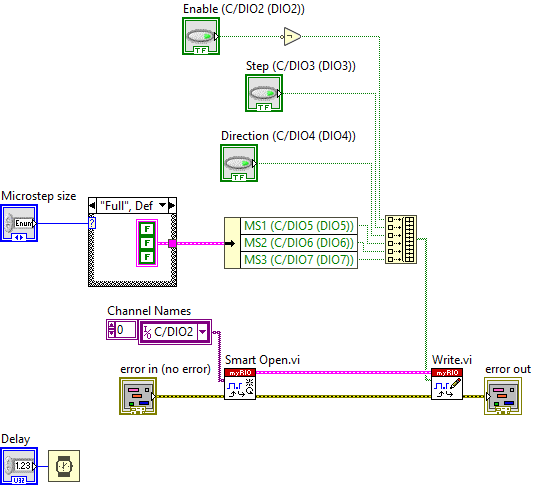 Enable (C/DIO2 (DIO2))
TF
Step (C/DIO3 (DIO3))
TF
Direction (C/DIO4 (DIO4))
TF
Microstep size
Enum
"Full", Def
?
F
F
F
MS1 (C/DIO5 (DIO5))
MS2 (C/DIO6 (DIO6))
MS3 (C/DIO7 (DIO7))
Channel Names
0
I/O C/DIO2
error in (no error)
Smart Open.vi
myRIO
Write.vi
myRIO
error out
Delay
1.23
U32